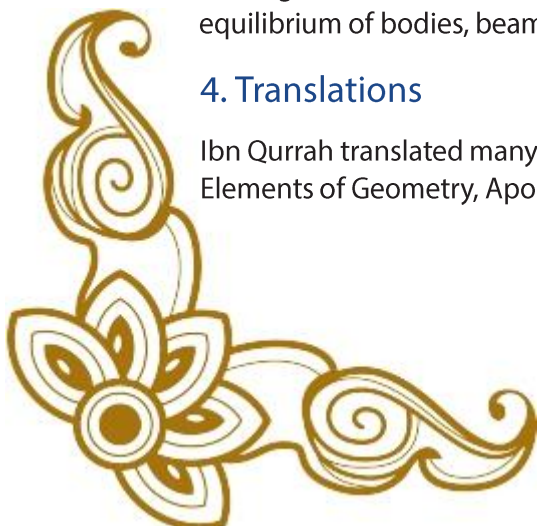 equilibrium of bodies, beam
4. Translations
Ibn Qurrah translated many
Elements of Geometry, Apo